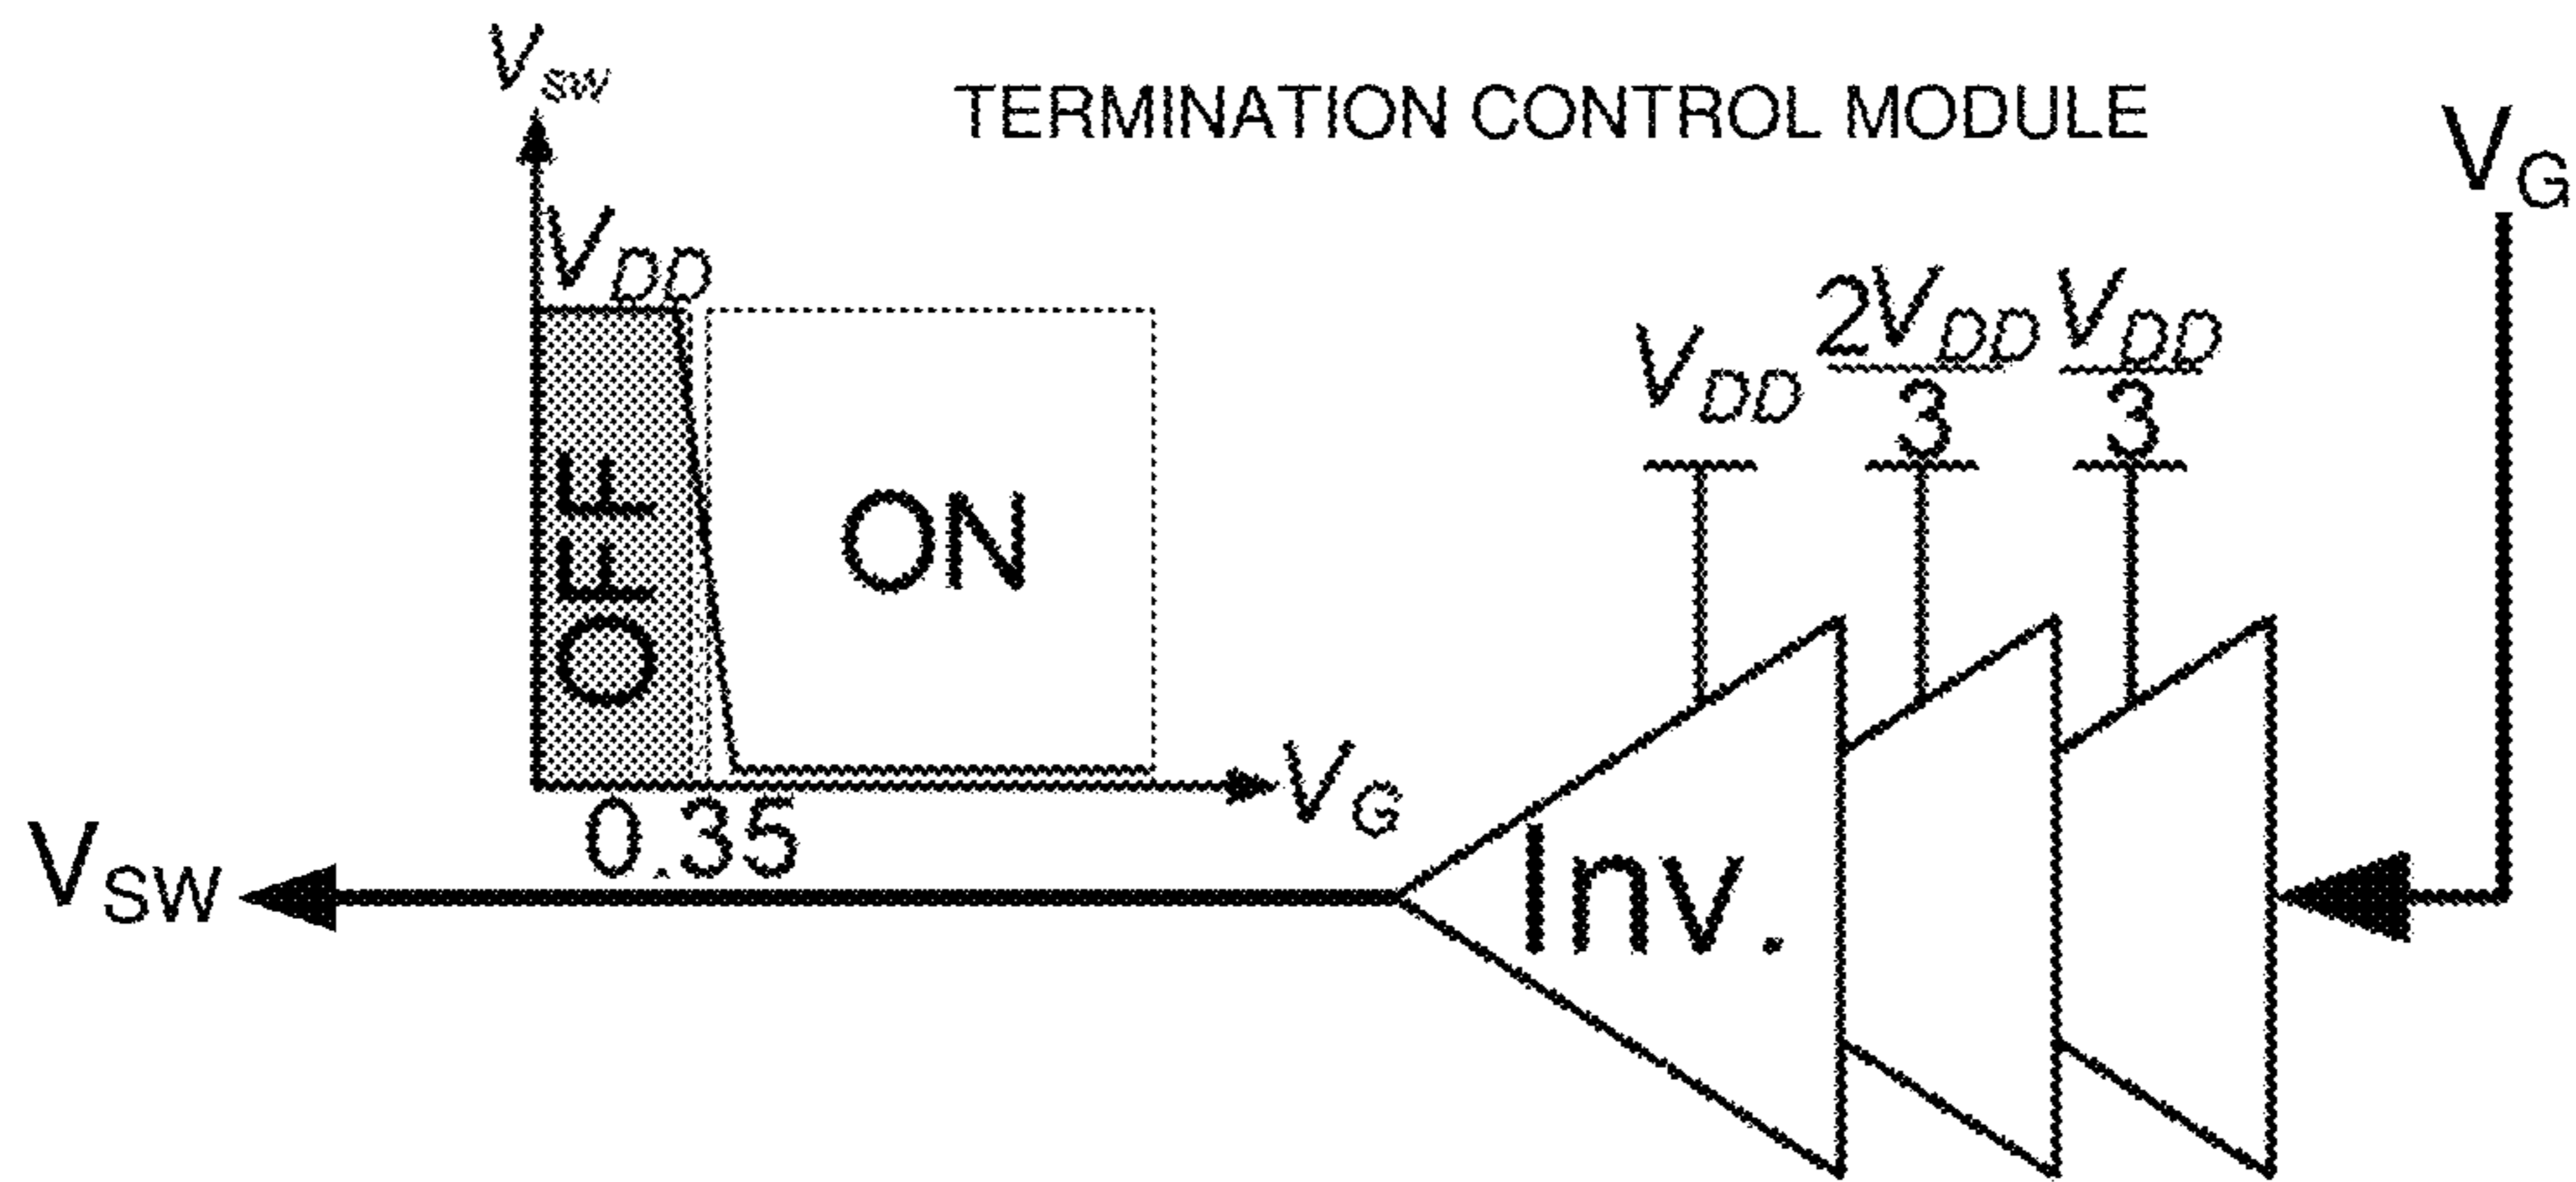 V_SW
TERMINATION CONTROL MODULE
V_G
V_DD
V_DD
2V_DD
3
V_DD
3
OFF
ON
V_G
0.35
V_SW
Inv.